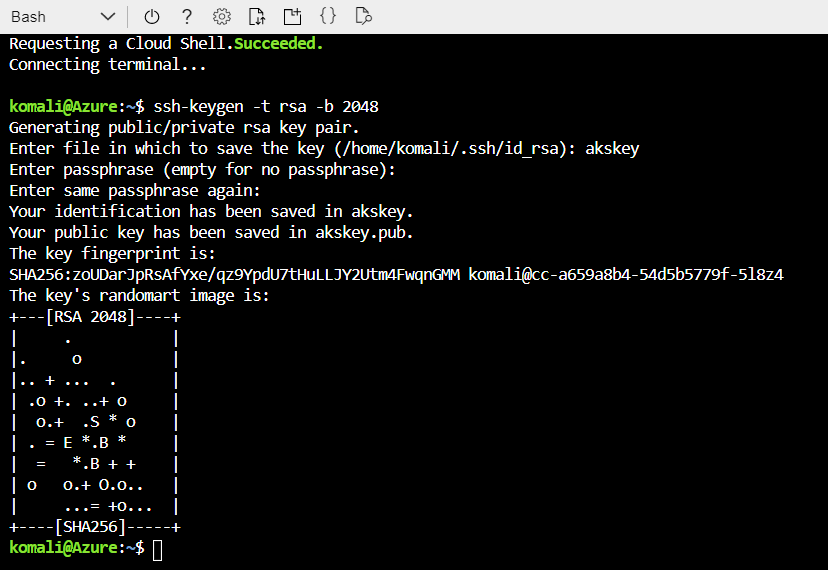 Bash
Requesting a Cloud Shell.Succeeded.
Connecting terminal...
komali@Azure:~$ ssh-keygen -t rsa -b 2048
Generating public/private rsa key pair.
Enter file in which to save the key (/home/komali/.ssh/id_rsa): akskey
Enter passphrase (empty for no passphrase):
Enter same passphrase again:
Your identification has been saved in akskey.
Your public key has been saved in akskey.pub.
The key fingerprint is:
SHA256:zoUDarJpRsAfYxe/qz9YpdU7tHuLLJY2Utm4FwqnGMM komali@cc-a659a8b4-54d5b5779f-5l8z4
The key's randomart image is:
+---[RSA 2048]----+
|     .           |
|.     o          |
|.. + ...  .      |
| .o +. ..+ o     |
|  o.+  .S * o    |
| . = E *.B *     |
|  =   *.B + +    |
| o   o.+ O.o..   |
|     ...= +o...  |
+----[SHA256]-----+
komali@Azure:~$